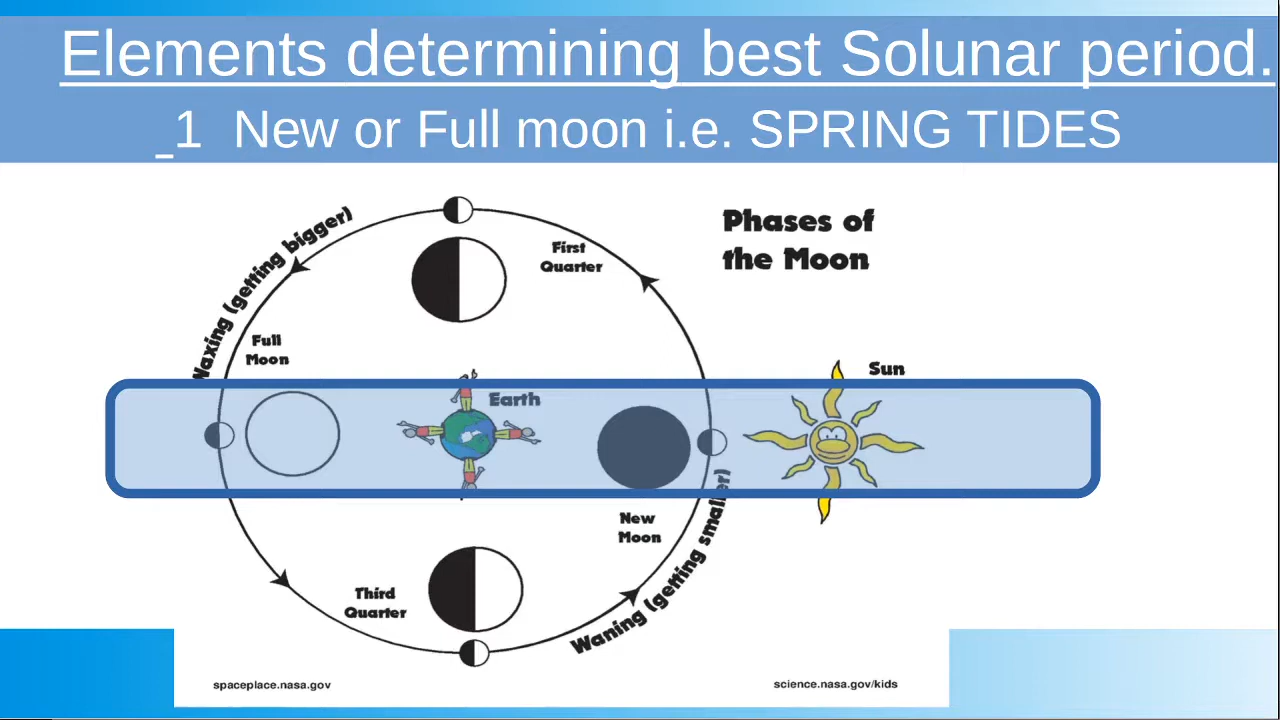 Elements determining best Solunar period.
1 New or Full moon i.e. SPRING TIDES
Phases of
the Moon
Waxing (getting bigger)
First
Quarter
Full
Moon
Sun
Earth
New
Moon
Waning (getting smaller)
Third
Quarter
spaceplace.nasa.gov
science.nasa.gov/kids